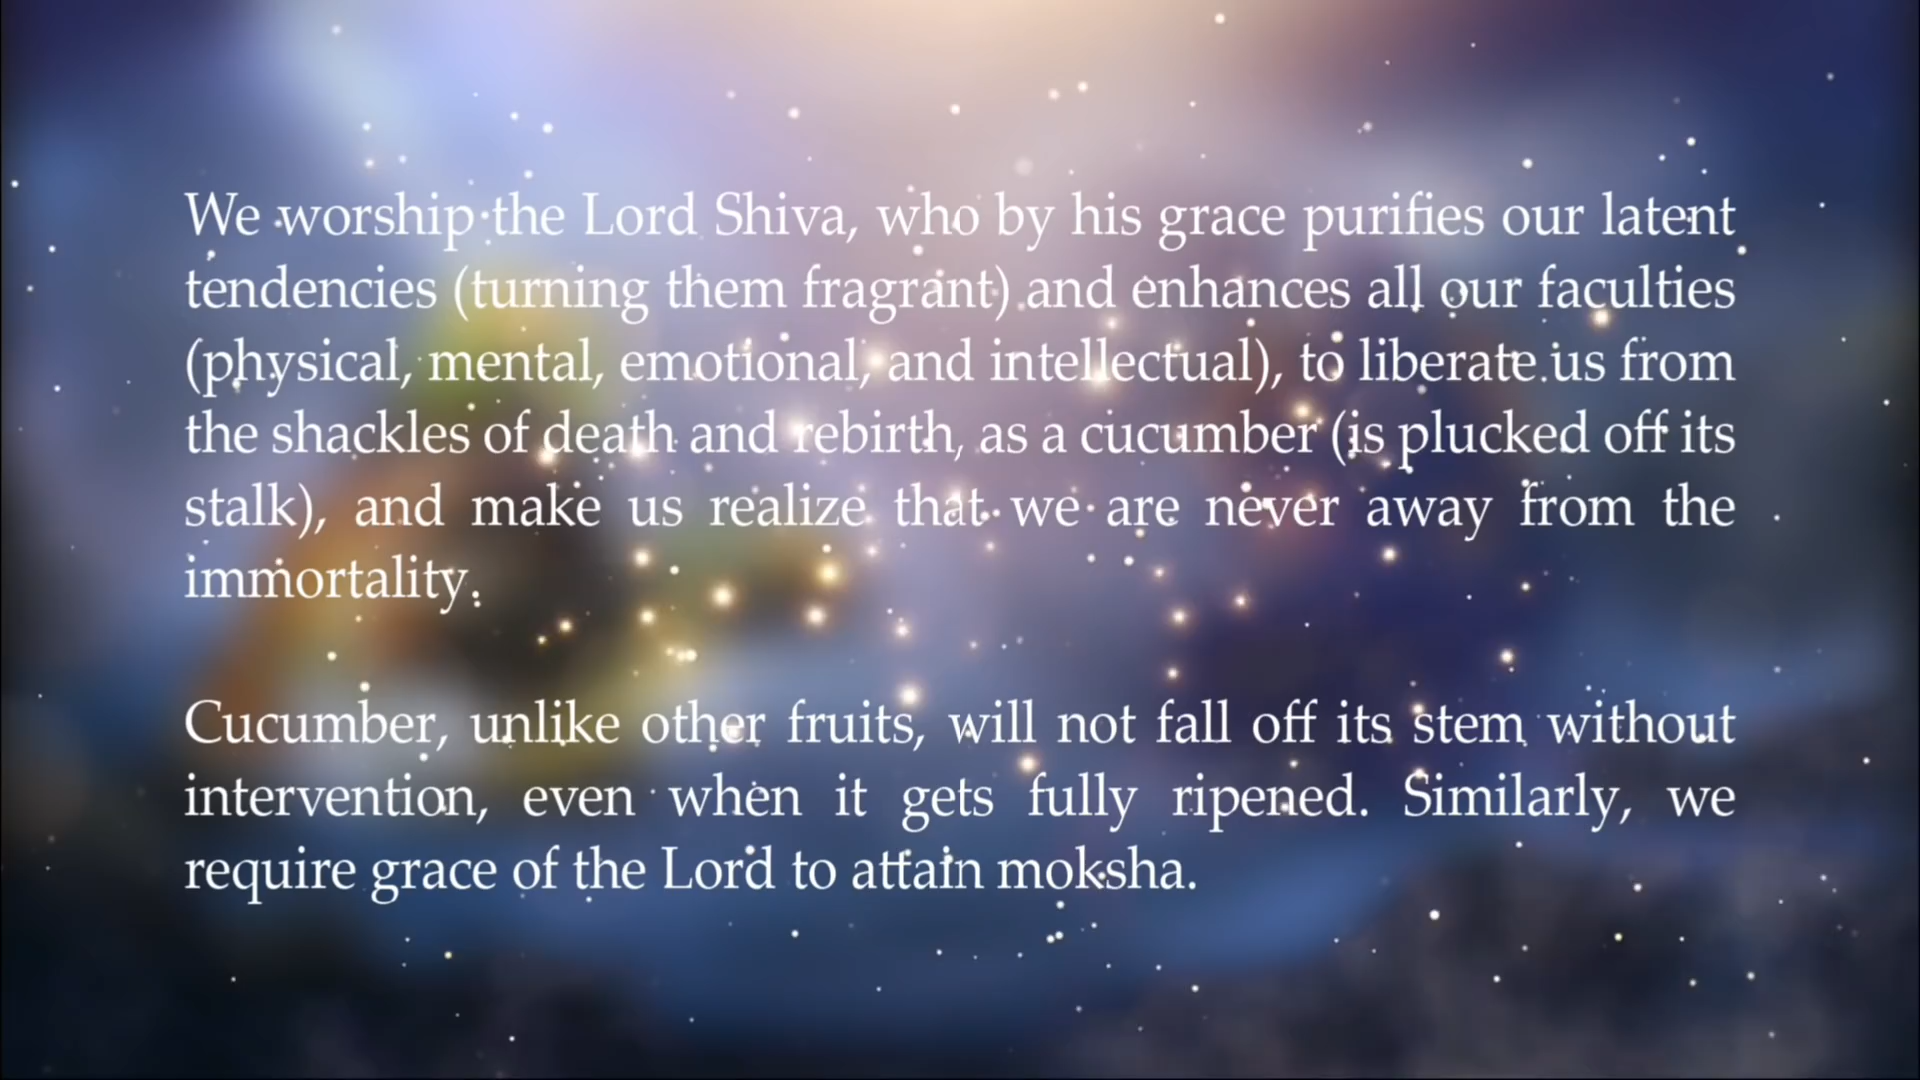 We worship the Lord Shiva, who by his grace purifies our latent
tendencies (turning them fragrant) and enhances all our faculties
(physical, mental, emotional, and intellectual), to liberate us from
the shackles of death and rebirth, as a cucumber (is plucked off its
stalk), and make us realize that we are never away from the
immortality.
Cucumber, unlike other fruits, will not fall off its stem without
intervention, even when it gets fully ripened. Similarly, we
require grace of the Lord to attain moksha.